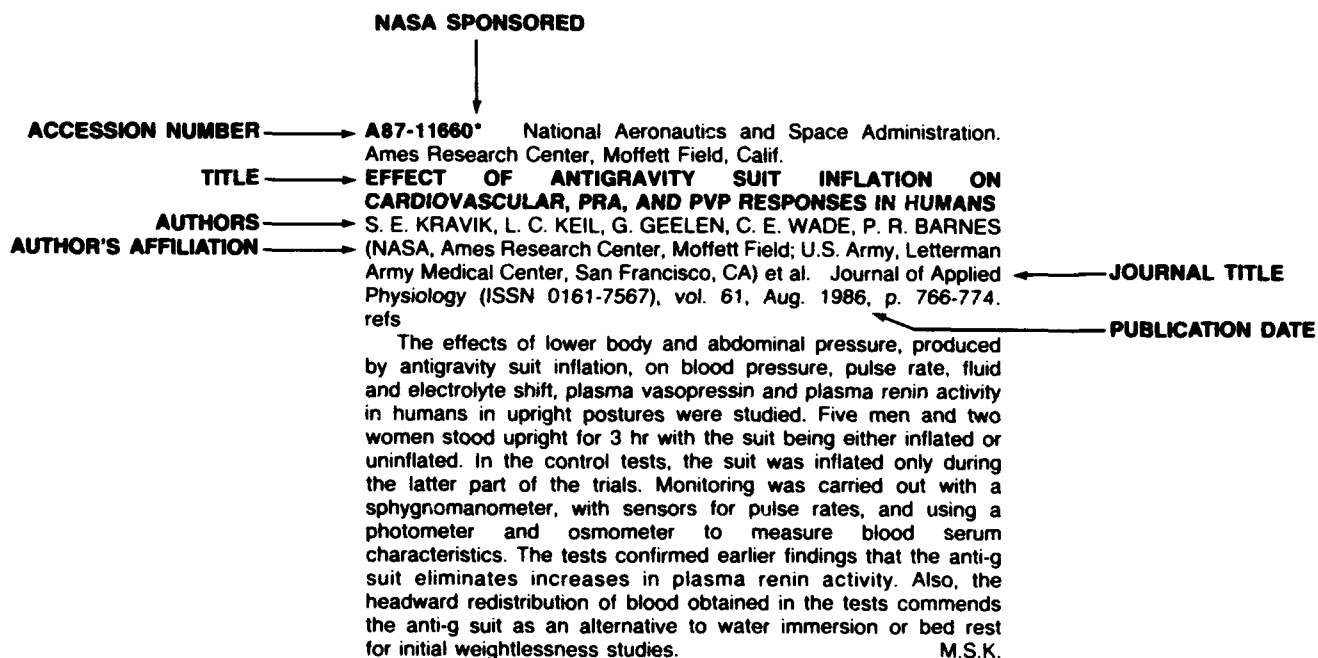 NASA SPONSORED
ACCESSION NUMBER
A87-11660* National Aeronautics and Space Administration.
Ames Research Center, Moffett Field, Calif.
TITLE
EFFECT OF ANTIGRAVITY SUIT INFLATION ON
CARDIOVASCULAR, PRA, AND PVP RESPONSES IN HUMANS
AUTHORS
S. E. KRAVIK, L. C. KEIL, G. GEELEN, C. E. WADE, P. R. BARNES
AUTHOR'S AFFILIATION
(NASA, Ames Research Center, Moffett Field; U.S. Army, Letterman
Army Medical Center, San Francisco, CA) et al. Journal of Applied
JOURNAL TITLE
Physiology (ISSN 0161-7567), vol. 61, Aug. 1986, p. 766-774.
refs
PUBLICATION DATE
The effects of lower body and abdominal pressure, produced
by antigravity suit inflation, on blood pressure, pulse rate, fluid
and electrolyte shift, plasma vasopressin and plasma renin activity
in humans in upright postures were studied. Five men and two
women stood upright for 3 hr with the suit being either inflated or
uninflated. In the control tests, the suit was inflated only during
the latter part of the trials. Monitoring was carried out with a
sphygnomanometer, with sensors for pulse rates, and using a
photometer and osmometer to measure blood serum
characteristics. The tests confirmed earlier findings that the anti-g
suit eliminates increases in plasma renin activity. Also, the
headward redistribution of blood obtained in the tests commends
the anti-g suit as an alternative to water immersion or bed rest
for initial weightlessness studies. M.S.K.